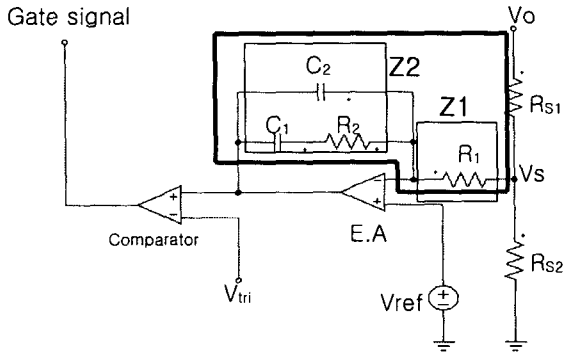 Gate signal
Vo
C2
Z2
RS1
C1
R2
Z1
R1
Vs
+
−
Comparator
−
+
E.A
RS2
Vtri
Vref
+
−